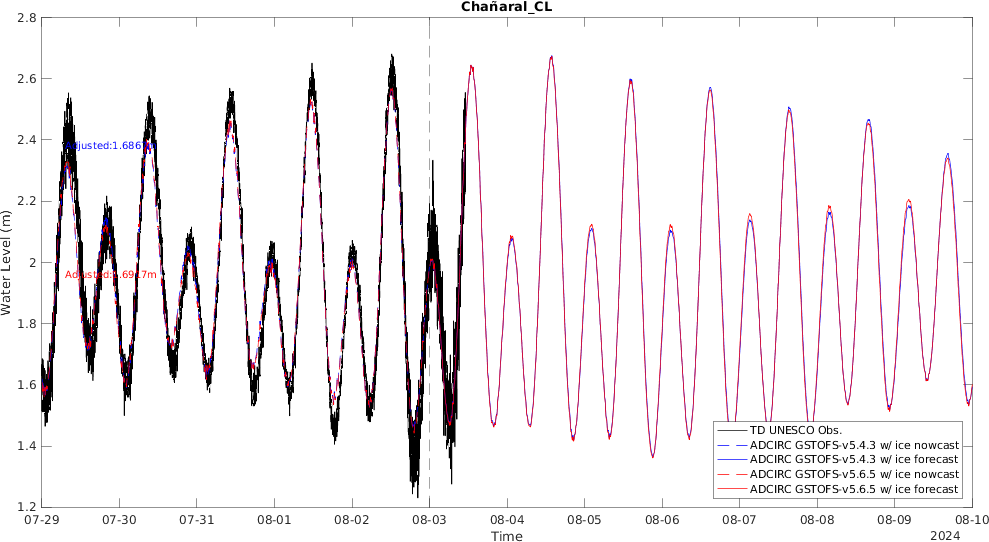 Chañaral_CL
2.8
2.6
2.4
2.2
2
1.8
1.6
1.4
1.2
Water Level (m)
TD UNESCO Obs.
ADCIRC GSTOFS-v5.4.3 w/ ice nowcast
ADCIRC GSTOFS-v5.4.3 w/ ice forecast
ADCIRC GSTOFS-v5.6.5 w/ ice nowcast
ADCIRC GSTOFS-v5.6.5 w/ ice forecast
07-29 07-30 07-31 08-01 08-02 08-03 08-04 08-05 08-06 08-07 08-08 08-09 08-10
Time
2024